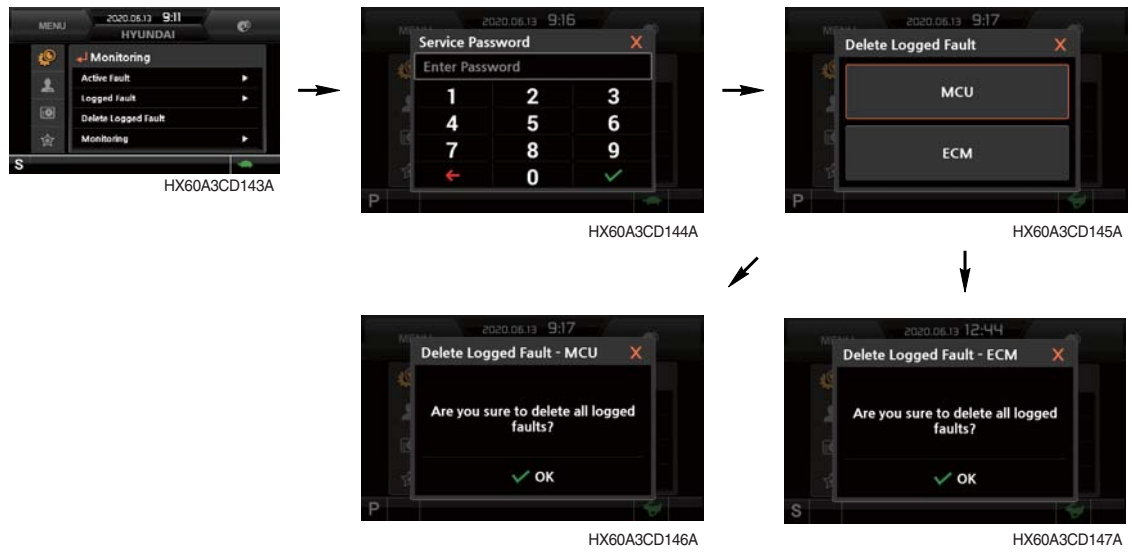 MENU
2020.06.13 9:11
HYUNDAI
Monitoring
Active Fault
Logged Fault
Delete Logged Fault
Monitoring
S
HX60A3CD143A
2020.06.13 9:16
Service Password X
Enter Password
1 2 3
4 5 6
7 8 9
0
P
HX60A3CD144A
2020.06.13 9:17
Delete Logged Fault X
MCU
ECM
P
HX60A3CD145A
2020.06.13 9:17
Delete Logged Fault - MCU X
Are you sure to delete all logged
faults?
OK
P
HX60A3CD146A
2020.06.13 12:44
Delete Logged Fault - ECM X
Are you sure to delete all logged
faults?
OK
S
HX60A3CD147A